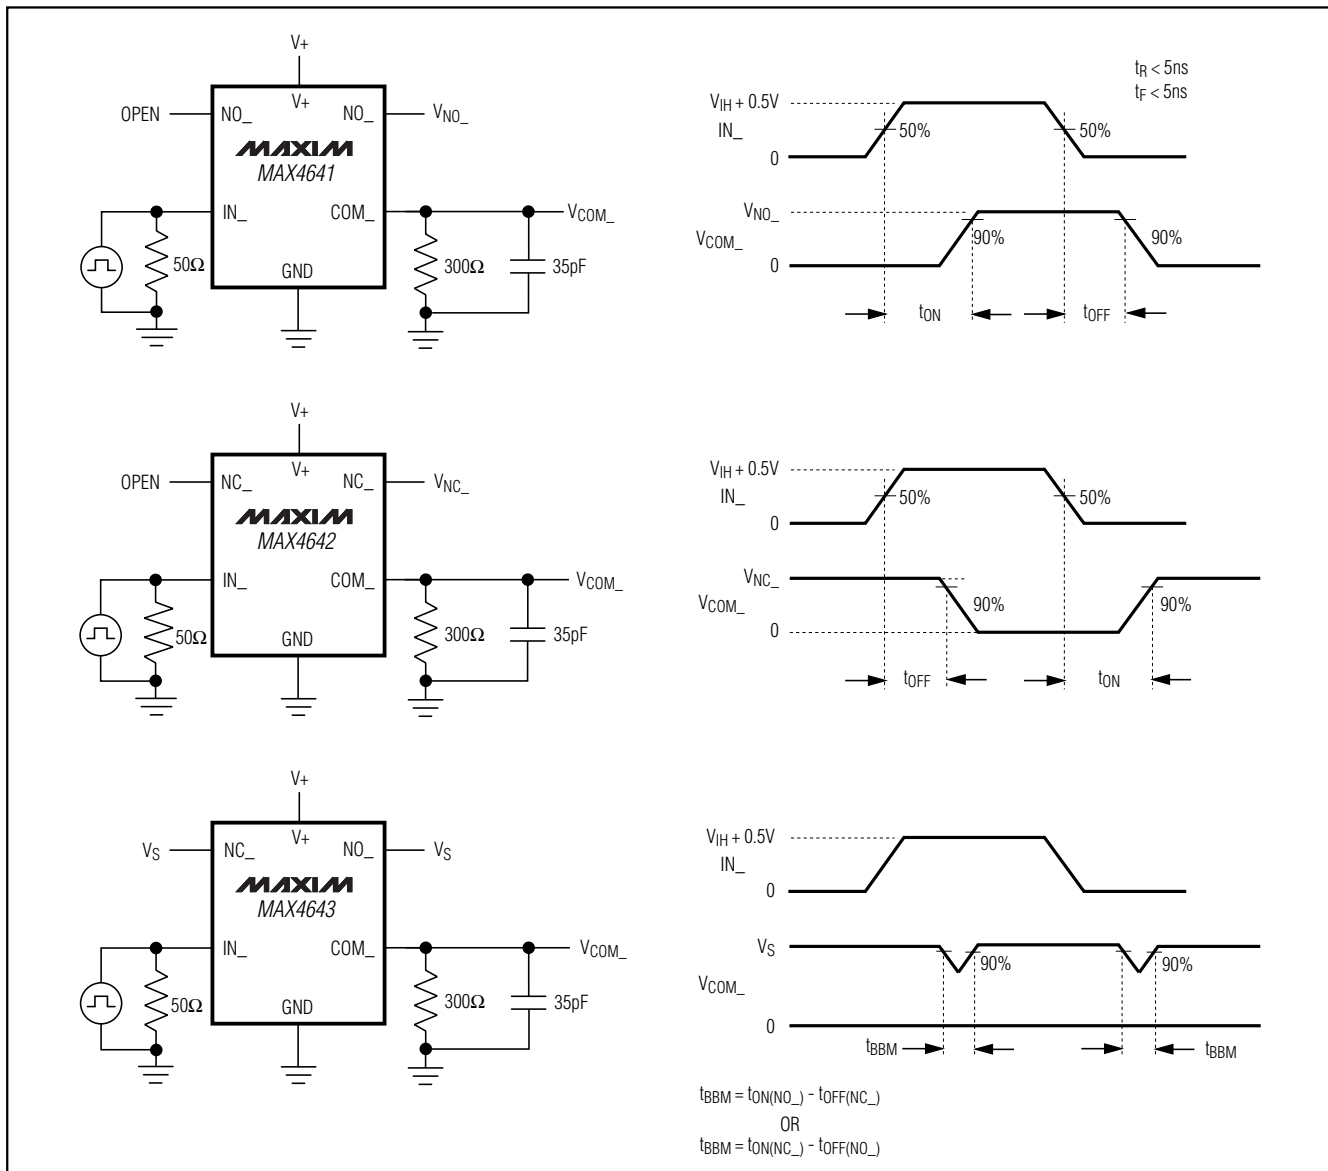 V+
OPEN NO_ V+ NO_ V_NO_
MAXIM
MAX4641
IN_ COM_ V_COM_
50Ω GND 300Ω 35pF
t_R < 5ns
t_F < 5ns
V_IH + 0.5V
IN_ 50% 50%
0
V_NO_
V_COM_ 90% 90%
0
t_ON t_OFF
V+
OPEN NC_ V+ NC_ V_NC_
MAXIM
MAX4642
IN_ COM_ V_COM_
50Ω GND 300Ω 35pF
V_IH + 0.5V
IN_ 50% 50%
0
V_NC_
V_COM_ 90% 90%
0
t_OFF t_ON
V+
V_S NC_ V+ NO_ V_S
MAXIM
MAX4643
IN_ COM_ V_COM_
50Ω GND 300Ω 35pF
V_IH + 0.5V
IN_
0
V_S
90% 90%
V_COM_
0
t_BBM t_BBM
t_BBM = t_ON(NO_) - t_OFF(NC_)
OR
t_BBM = t_ON(NC_) - t_OFF(NO_)